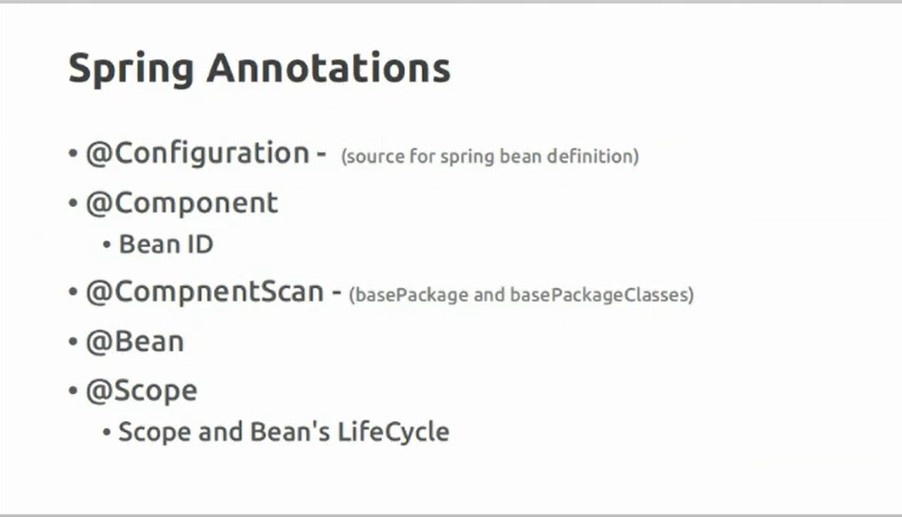 Spring Annotations
• @Configuration - (source for spring bean definition)
• @Component
• Bean ID
• @CompnentScan - (basePackage and basePackageClasses)
• @Bean
• @Scope
• Scope and Bean's LifeCycle